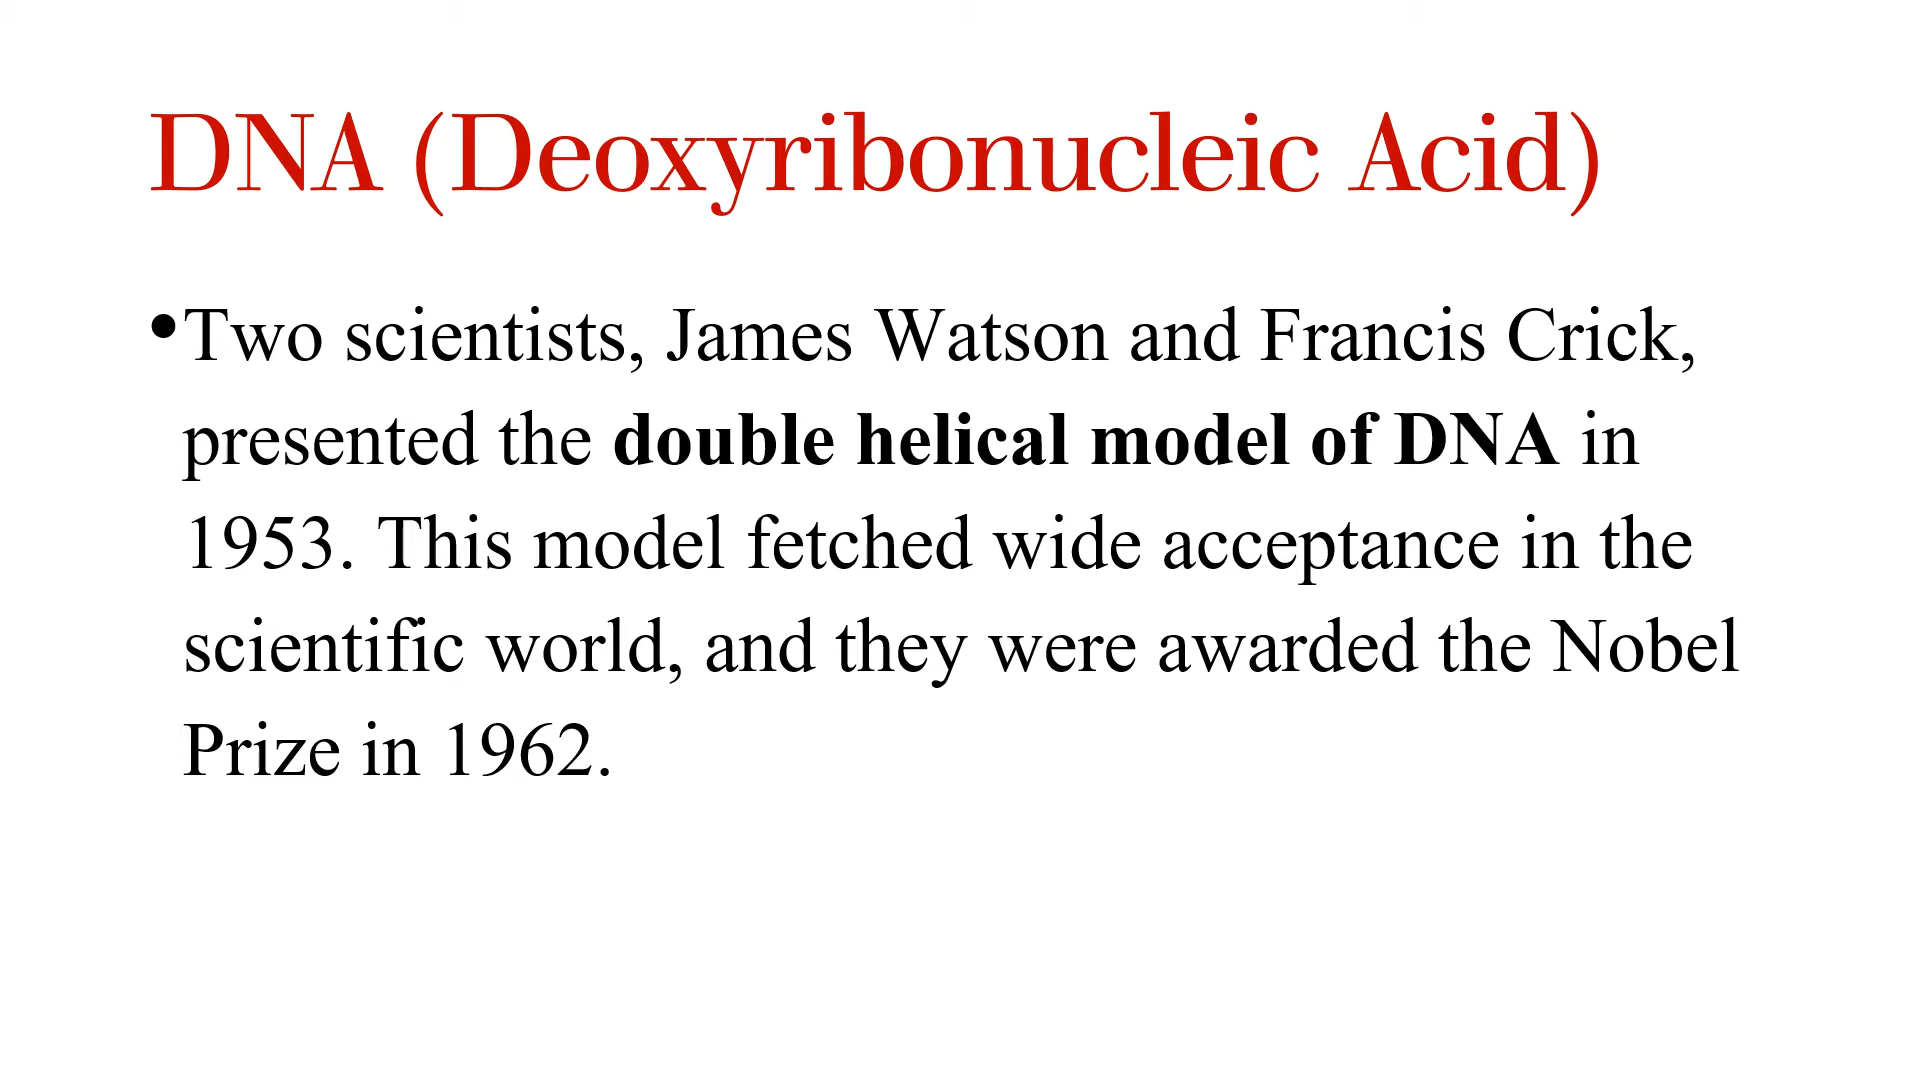 DNA (Deoxyribonucleic Acid)
•Two scientists, James Watson and Francis Crick,
presented the double helical model of DNA in
1953. This model fetched wide acceptance in the
scientific world, and they were awarded the Nobel
Prize in 1962.